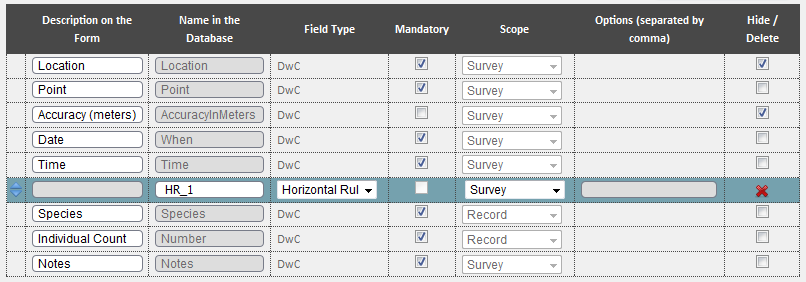 Description on the Form Name in the Database Field Type Mandatory Scope Options (separated by comma) Hide / Delete
Location Location DwC Survey
Point Point DwC Survey
Accuracy (meters) AccuracyInMeters DwC Survey
Date When DwC Survey
Time Time DwC Survey
HR_1 Horizontal Rul Survey
Species Species DwC Record
Individual Count Number DwC Record
Notes Notes DwC Survey